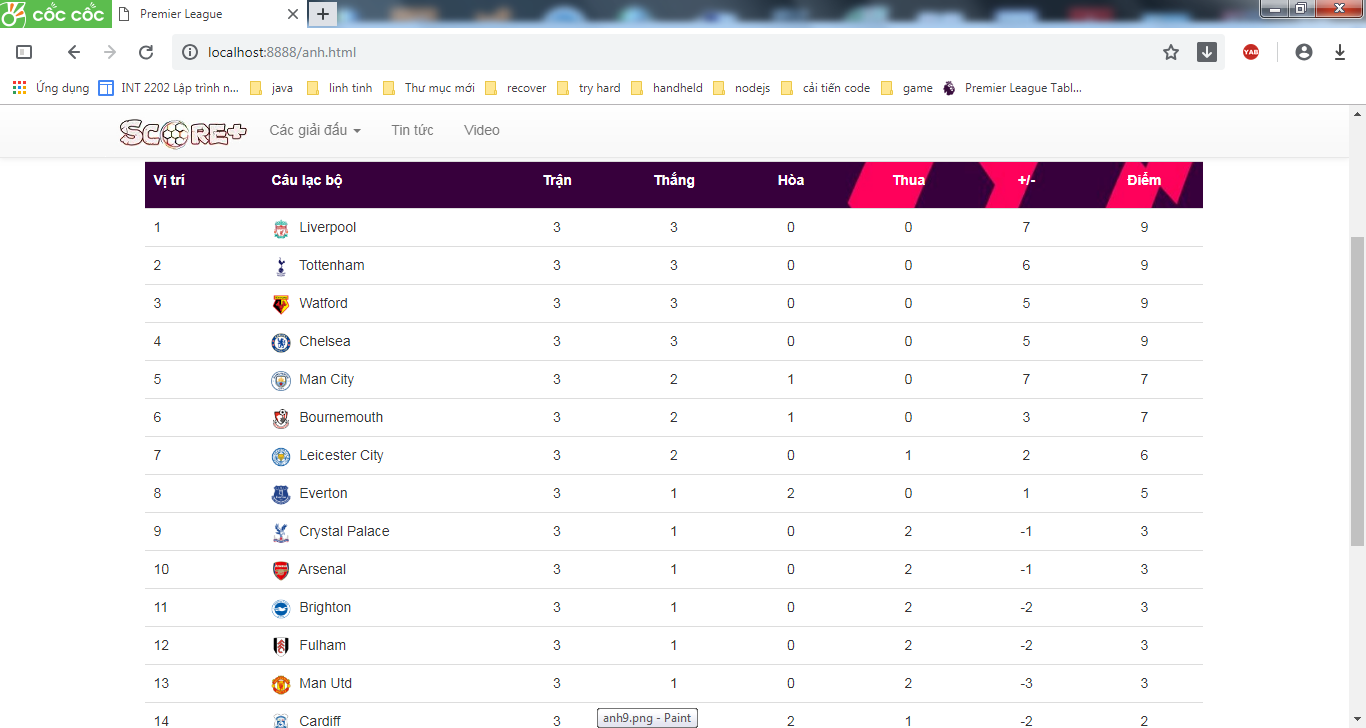 cốc cốc Premier League
localhost:8888/anh.html
YAB
Ứng dụng INT 2202 Lập trình n... java linh tinh Thư mục mới recover try hard handheld nodejs cải tiến code game Premier League Tabl...
SCORE+ Các giải đấu Tin tức Video
Vị trí Câu lạc bộ Trận Thắng Hòa Thua +/- Điểm
1 Liverpool 3 3 0 0 7 9
2 Tottenham 3 3 0 0 6 9
3 Watford 3 3 0 0 5 9
4 Chelsea 3 3 0 0 5 9
5 Man City 3 2 1 0 7 7
6 Bournemouth 3 2 1 0 3 7
7 Leicester City 3 2 0 1 2 6
8 Everton 3 1 2 0 1 5
9 Crystal Palace 3 1 0 2 -1 3
10 Arsenal 3 1 0 2 -1 3
11 Brighton 3 1 0 2 -2 3
12 Fulham 3 1 0 2 -2 3
13 Man Utd 3 1 0 2 -3 3
14 Cardiff 3 2 1 -2 2
anh9.png - Paint